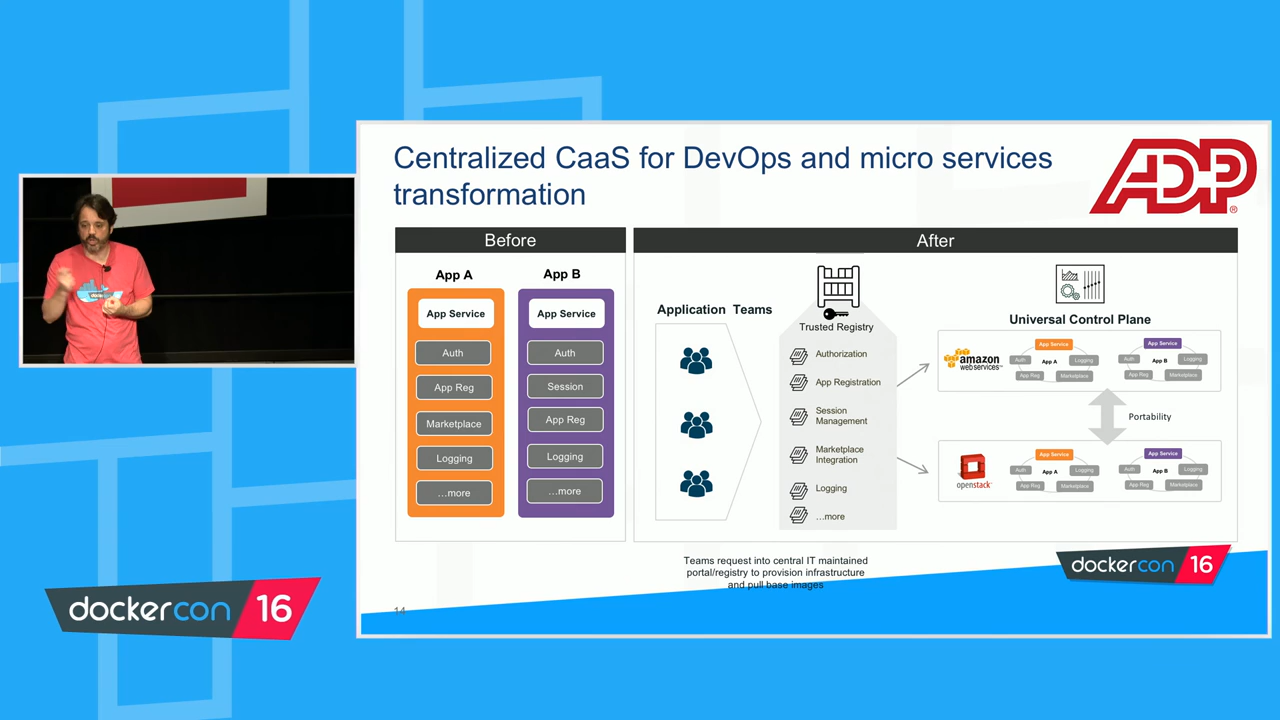 Centralized CaaS for DevOps and micro services
transformation
ADP
®
Before
After
App A
App Service
Auth
App Reg
Marketplace
Logging
...more
App B
App Service
Auth
Session
App Reg
Logging
...more
Application Teams
Trusted Registry
Authorization
App Registration
Session
Management
Marketplace
Integration
Logging
...more
Universal Control Plane
amazon
web services™
App Service
Auth
App A
Logging
App Reg
Marketplace
App Service
Auth
App B
Logging
App Reg
Marketplace
Portability
openstack
App Service
Auth
App A
Logging
App Reg
Marketplace
App Service
Auth
App B
Logging
App Reg
Marketplace
Teams request into central IT maintained
portal/registry to provision infrastructure
and pull base images
14
dockercon 16
dockercon 16